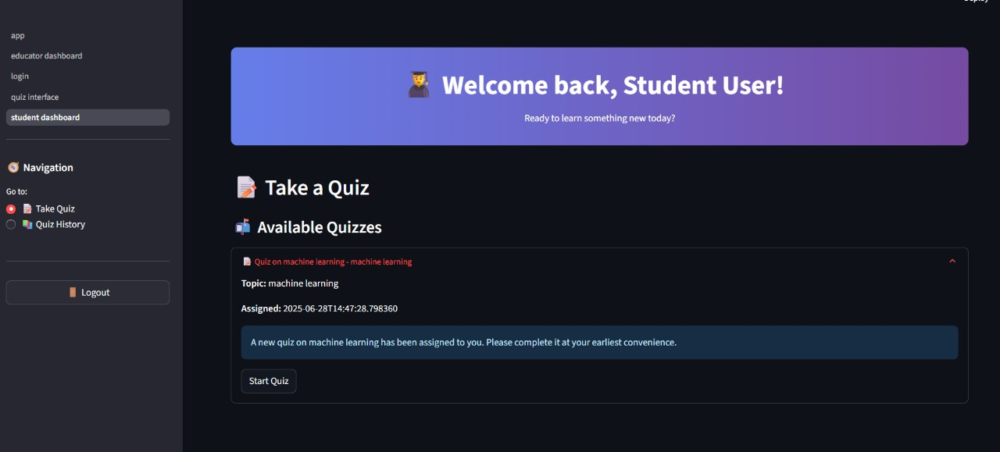 app
educator dashboard
login
quiz interface
student dashboard
Navigation
Go to:
Take Quiz
Quiz History
Logout
Welcome back, Student User!
Ready to learn something new today?
Take a Quiz
Available Quizzes
Quiz on machine learning - machine learning
Topic: machine learning
Assigned: 2025-06-28T14:47:28.798360
A new quiz on machine learning has been assigned to you. Please complete it at your earliest convenience.
Start Quiz